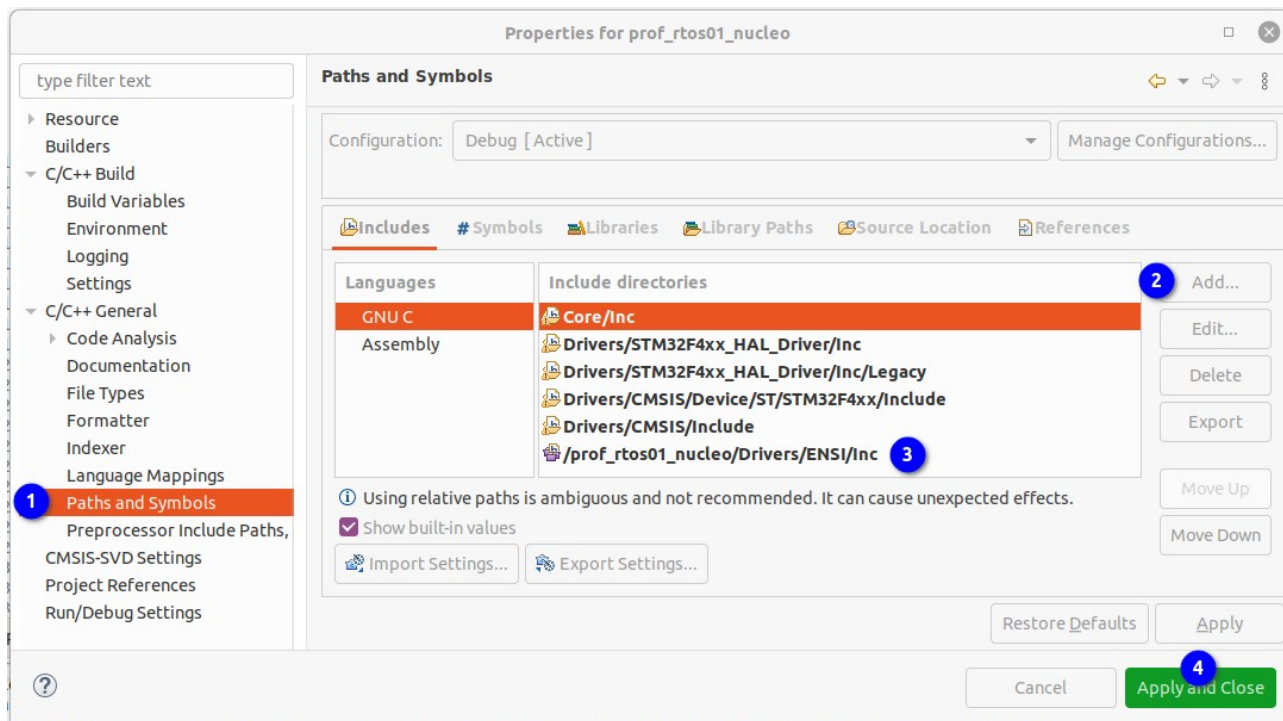 Properties for prof_rtos01_nucleo
type filter text
Resource
Builders
C/C++ Build
Build Variables
Environment
Logging
Settings
C/C++ General
Code Analysis
Documentation
File Types
Formatter
Indexer
Language Mappings
1 Paths and Symbols
Preprocessor Include Paths,
CMSIS-SVD Settings
Project References
Run/Debug Settings
Paths and Symbols
Configuration: Debug [ Active ] Manage Configurations...
Includes # Symbols Libraries Library Paths Source Location References
Languages
GNU C
Assembly
Include directories
Core/Inc
Drivers/STM32F4xx_HAL_Driver/Inc
Drivers/STM32F4xx_HAL_Driver/Inc/Legacy
Drivers/CMSIS/Device/ST/STM32F4xx/Include
Drivers/CMSIS/Include
/prof_rtos01_nucleo/Drivers/ENSI/Inc 3
2 Add...
Edit...
Delete
Export
Move Up
Move Down
Using relative paths is ambiguous and not recommended. It can cause unexpected effects.
Show built-in values
Import Settings... Export Settings...
Restore Defaults Apply
4
? Cancel Apply and Close